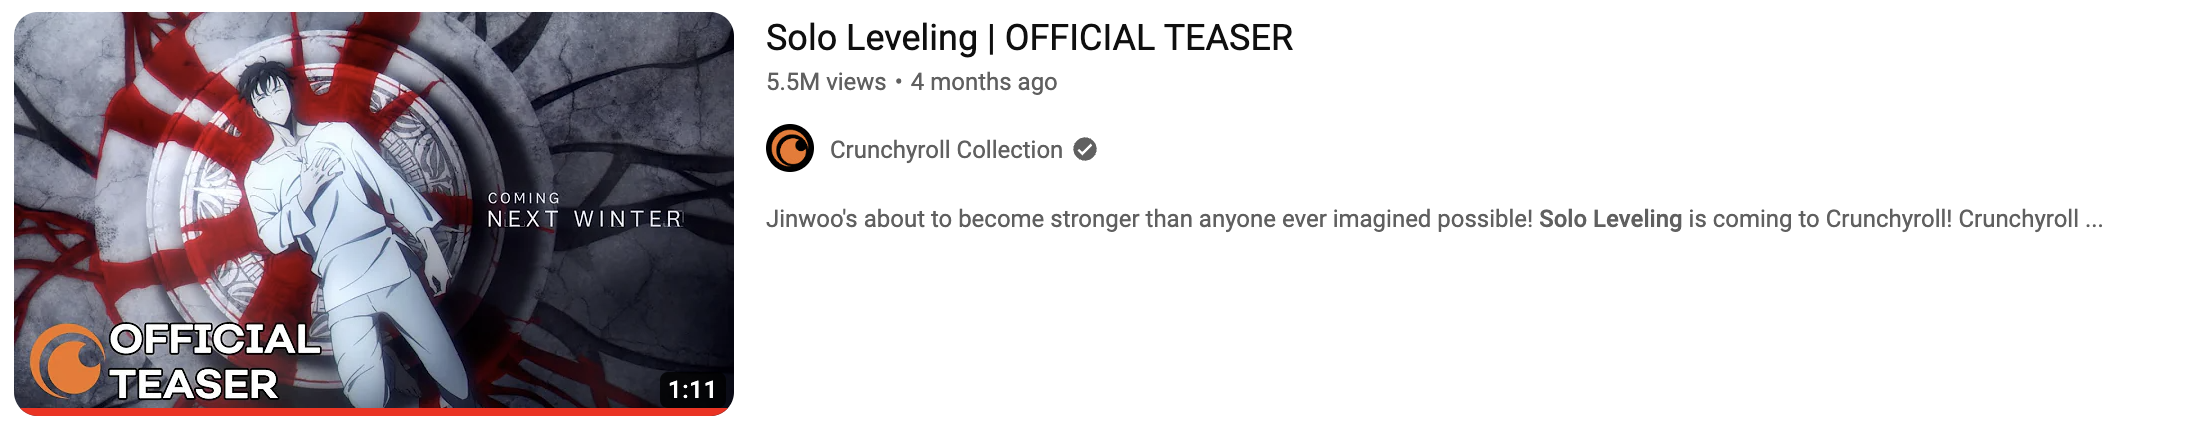 COMING
NEXT WINTER
OFFICIAL
TEASER
1:11
Solo Leveling | OFFICIAL TEASER
5.5M views • 4 months ago
Crunchyroll Collection
Jinwoo's about to become stronger than anyone ever imagined possible! Solo Leveling is coming to Crunchyroll! Crunchyroll ...